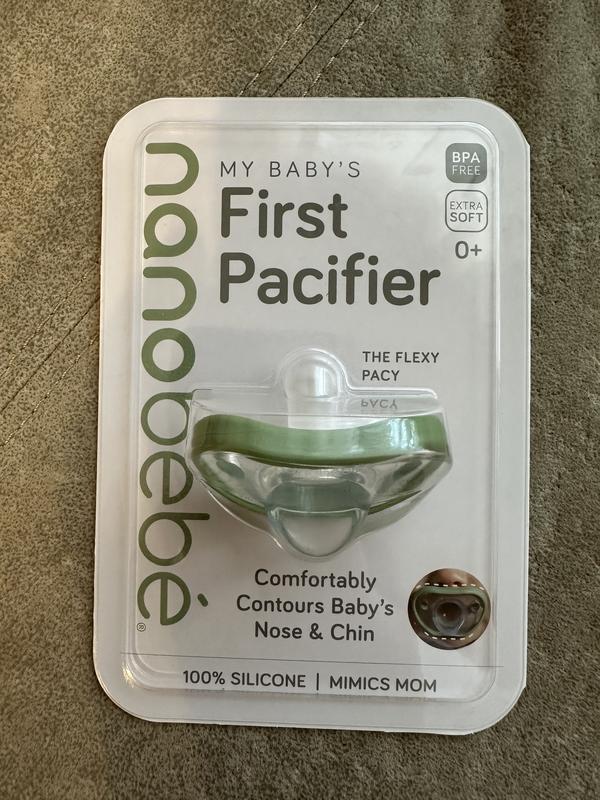 nanobebé®
MY BABY'S
First
Pacifier
BPA
FREE
EXTRA
SOFT
0+
THE FLEXY
PACY
Comfortably
Contours Baby's
Nose & Chin
100% SILICONE | MIMICS MOM